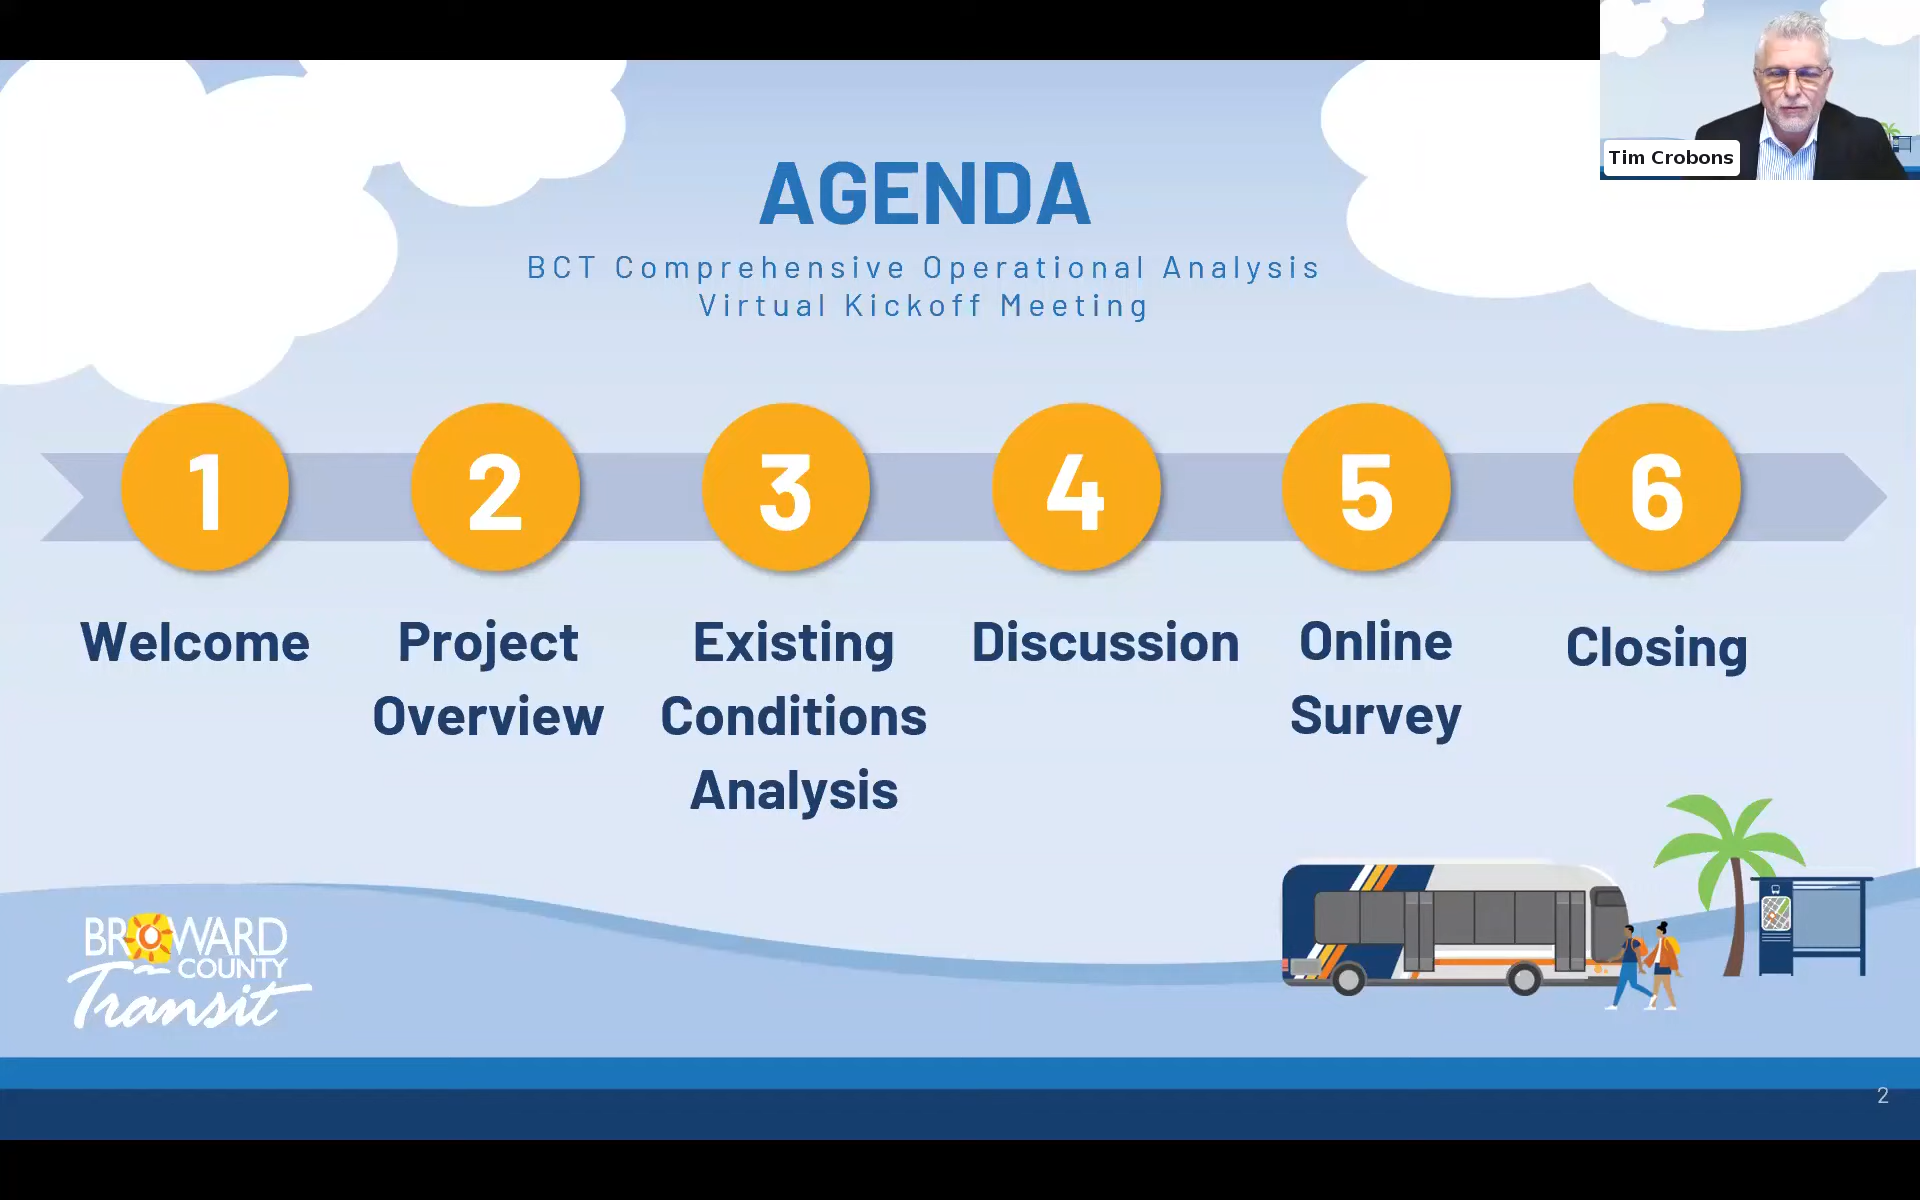 Tim Crobons
AGENDA
BCT Comprehensive Operational Analysis
Virtual Kickoff Meeting
1
2
3
4
5
6
Welcome
Project
Overview
Existing
Conditions
Analysis
Discussion
Online
Survey
Closing
BROWARD
COUNTY
Transit
2